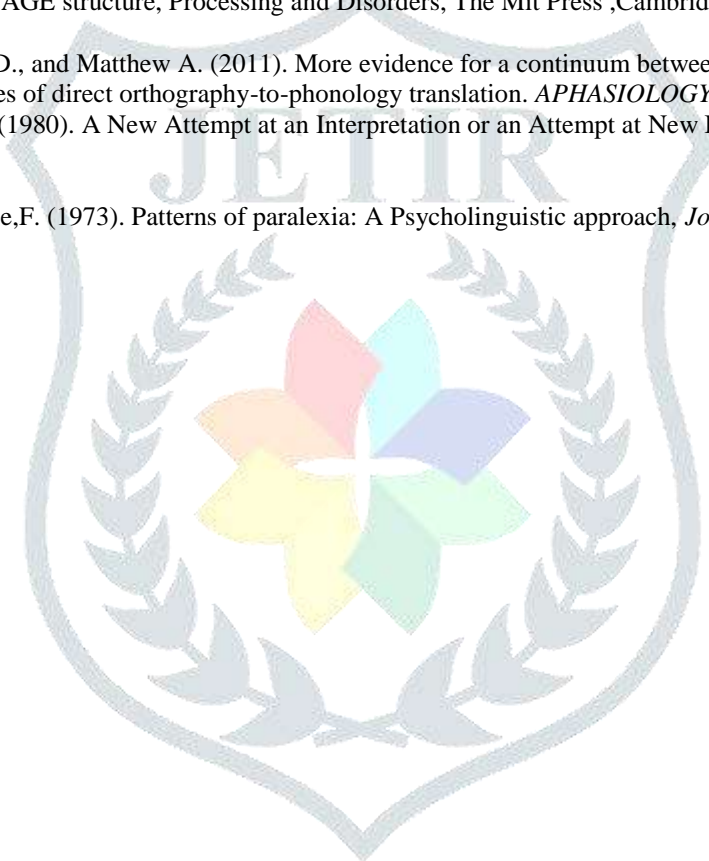 AGE structure, Processing and Disorders, The Mit Press ,Cambrid
D., and Matthew A. (2011). More evidence for a continuum betwee
es of direct orthography-to-phonology translation. APHASIOLOGY
(1980). A New Attempt at an Interpretation or an Attempt at New
JETIR
e,F. (1973). Patterns of paralexia: A Psycholinguistic approach, Jo